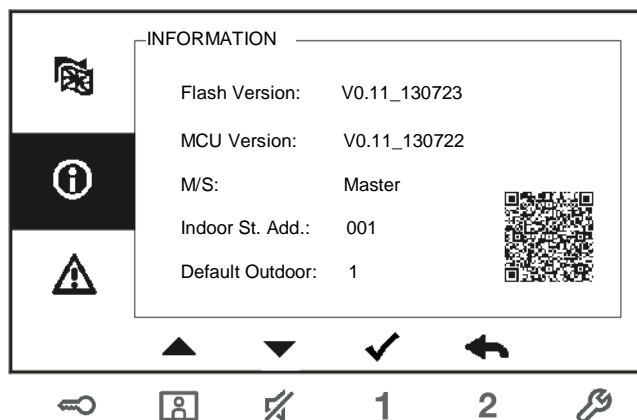 INFORMATION
Flash Version: V0.11_130723
MCU Version: V0.11_130722
M/S: Master
Indoor St. Add.: 001
Default Outdoor: 1
1 2